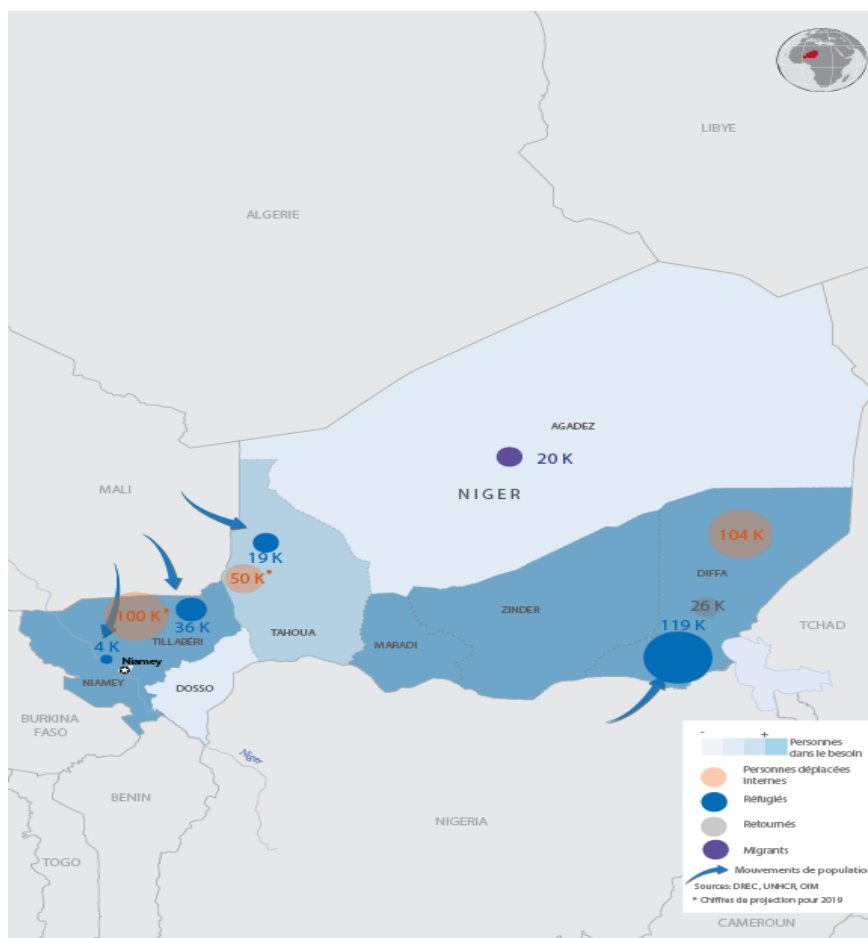 LIBYE
ALGERIE
AGADEZ
20 K
NIGER
MALI
104 K
19 K
DIFFA
50 K*
26 K
ZINDER
100 K*
36 K
119 K
TCHAD
TILLABÉRI
TAHOUA
MARADI
4 K
Niamey
NIAMEY
DOSSO
BURKINA
FASO
Niger
BENIN
NIGERIA
TOGO
CAMEROUN
- +
Personnes
dans le besoin
Personnes déplacées
Internes
Réfugiés
Retournés
Migrants
Mouvements de population
Sources: DREC, UNHCR, OIM
* Chiffres de projection pour 2019